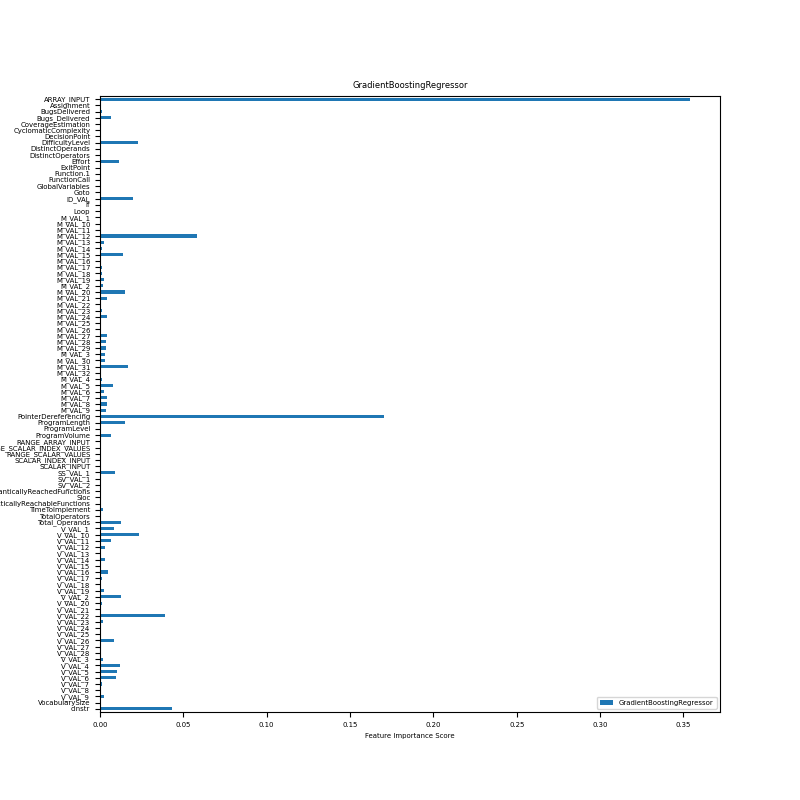 GradientBoostingRegressor
ARRAY_INPUT
Assignment
BugsDelivered
Bugs_Delivered
CoverageEstimation
CyclomaticComplexity
DecisionPoint
DifficultyLevel
DistinctOperands
DistinctOperators
Effort
ExitPoint
Function.1
FunctionCall
GlobalVariables
Goto
ID_VAL
If
Loop
M_VAL_1
M_VAL_10
M_VAL_11
M_VAL_12
M_VAL_13
M_VAL_14
M_VAL_15
M_VAL_16
M_VAL_17
M_VAL_18
M_VAL_19
M_VAL_2
M_VAL_20
M_VAL_21
M_VAL_22
M_VAL_23
M_VAL_24
M_VAL_25
M_VAL_26
M_VAL_27
M_VAL_28
M_VAL_29
M_VAL_3
M_VAL_30
M_VAL_31
M_VAL_32
M_VAL_4
M_VAL_5
M_VAL_6
M_VAL_7
M_VAL_8
M_VAL_9
PointerDereferencing
ProgramLength
ProgramLevel
ProgramVolume
RANGE_ARRAY_INPUT
E_SCALAR_INDEX_VALUES
RANGE_SCALAR_VALUES
SCALAR_INDEX_INPUT
SCALAR_INPUT
SS_VAL_1
SV_VAL_1
SV_VAL_2
anticallyReachedFunctions
Sloc
ticallyReachableFunctions
TimeToImplement
TotalOperators
Total_Operands
V_VAL_1
V_VAL_10
V_VAL_11
V_VAL_12
V_VAL_13
V_VAL_14
V_VAL_15
V_VAL_16
V_VAL_17
V_VAL_18
V_VAL_19
V_VAL_2
V_VAL_20
V_VAL_21
V_VAL_22
V_VAL_23
V_VAL_24
V_VAL_25
V_VAL_26
V_VAL_27
V_VAL_28
V_VAL_3
V_VAL_4
V_VAL_5
V_VAL_6
V_VAL_7
V_VAL_8
V_VAL_9
VocabularySize
cinstr
GradientBoostingRegressor
0.00 0.05 0.10 0.15 0.20 0.25 0.30 0.35
Feature Importance Score